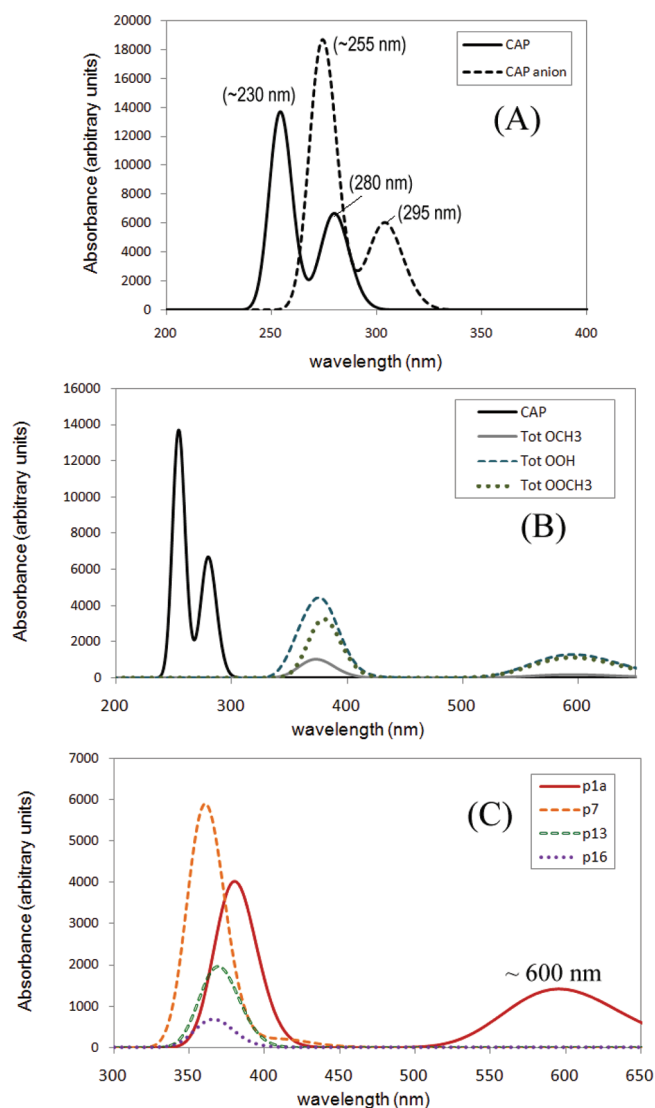 20000
18000
16000
14000
12000
10000
8000
6000
4000
2000
0
Absorbance (arbitrary units)
(~255 nm)
(~230 nm)
(280 nm)
(295 nm)
CAP
CAP anion
(A)
200 250 300 350 400
wavelength (nm)
16000
14000
12000
10000
8000
6000
4000
2000
0
Absorbance (arbitrary units)
CAP
Tot OCH3
Tot OOH
Tot OOCH3
(B)
200 300 400 500 600
wavelength (nm)
7000
6000
5000
4000
3000
2000
1000
0
Absorbance (arbitrary units)
p1a
p7
p13
p16
(C)
~ 600 nm
300 350 400 450 500 550 600 650
wavelength (nm)